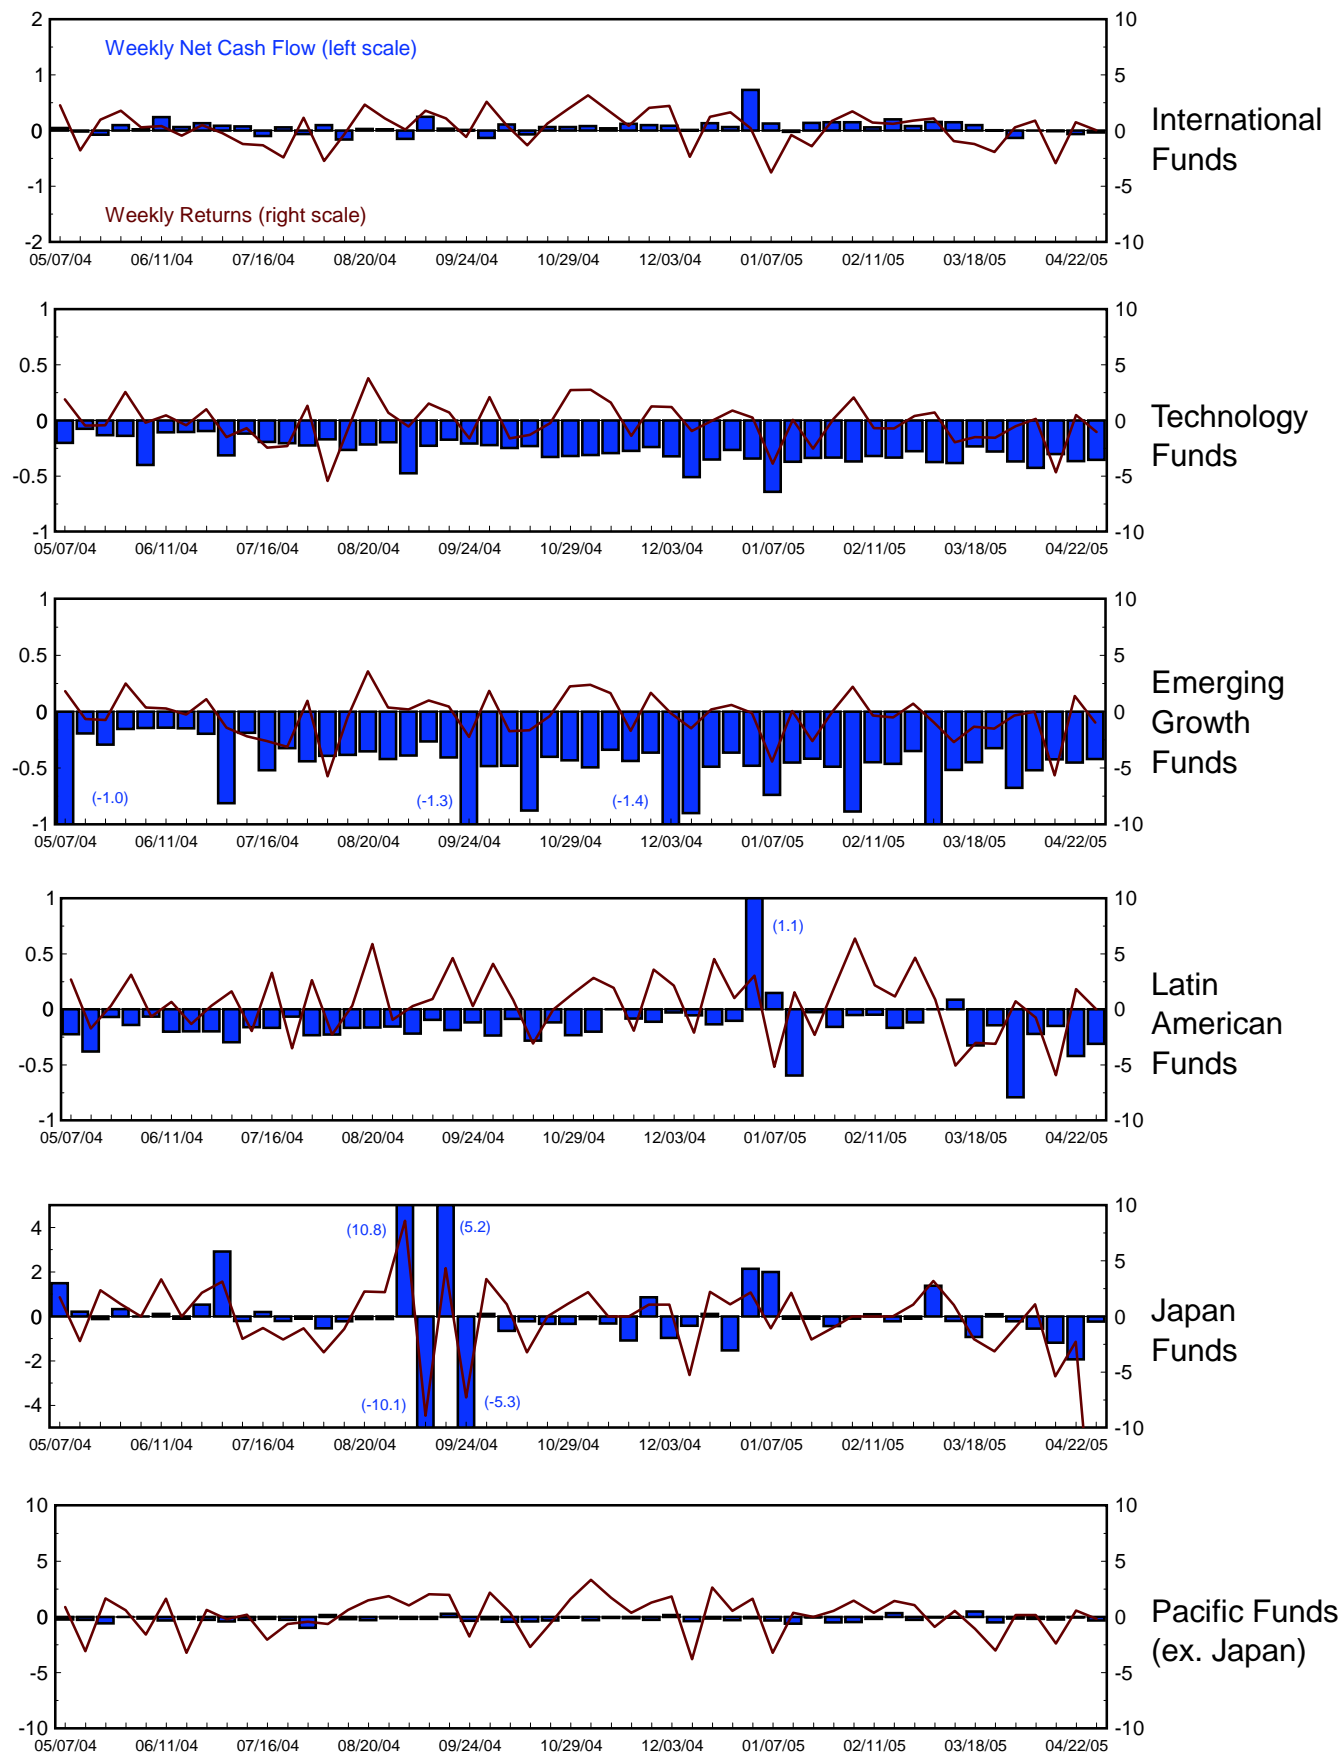 2
1
0
-1
-2
Weekly Net Cash Flow (left scale)
Weekly Returns (right scale)
10
5
0
-5
-10
International
Funds
05/07/04 06/11/04 07/16/04 08/20/04 09/24/04 10/29/04 12/03/04 01/07/05 02/11/05 03/18/05 04/22/05
1
0.5
0
-0.5
-1
10
5
0
-5
-10
Technology
Funds
05/07/04 06/11/04 07/16/04 08/20/04 09/24/04 10/29/04 12/03/04 01/07/05 02/11/05 03/18/05 04/22/05
1
0.5
0
-0.5
-1
(-1.0) (-1.3) (-1.4)
10
5
0
-5
-10
Emerging
Growth
Funds
05/07/04 06/11/04 07/16/04 08/20/04 09/24/04 10/29/04 12/03/04 01/07/05 02/11/05 03/18/05 04/22/05
1
0.5
0
-0.5
-1
(1.1)
10
5
0
-5
-10
Latin
American
Funds
05/07/04 06/11/04 07/16/04 08/20/04 09/24/04 10/29/04 12/03/04 01/07/05 02/11/05 03/18/05 04/22/05
4
2
0
-2
-4
(10.8) (5.2)
(-10.1) (-5.3)
10
5
0
-5
-10
Japan
Funds
05/07/04 06/11/04 07/16/04 08/20/04 09/24/04 10/29/04 12/03/04 01/07/05 02/11/05 03/18/05 04/22/05
10
5
0
-5
-10
10
5
0
-5
-10
Pacific Funds
(ex. Japan)
05/07/04 06/11/04 07/16/04 08/20/04 09/24/04 10/29/04 12/03/04 01/07/05 02/11/05 03/18/05 04/22/05